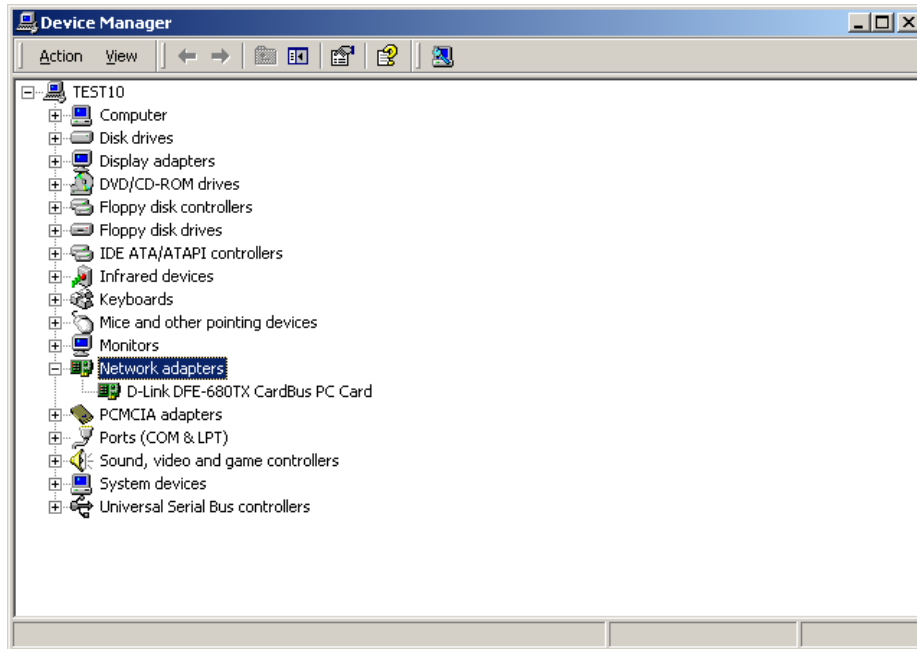 Device Manager
Action View
TEST10
Computer
Disk drives
Display adapters
DVD/CD-ROM drives
Floppy disk controllers
Floppy disk drives
IDE ATA/ATAPI controllers
Infrared devices
Keyboards
Mice and other pointing devices
Monitors
Network adapters
D-Link DFE-680TX CardBus PC Card
PCMCIA adapters
Ports (COM & LPT)
Sound, video and game controllers
System devices
Universal Serial Bus controllers